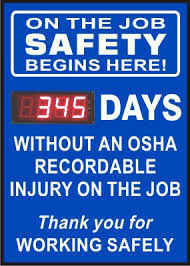 ON THE JOB
SAFETY
BEGINS HERE!
345 DAYS
WITHOUT AN OSHA
RECORDABLE
INJURY ON THE JOB
Thank you for
WORKING SAFELY